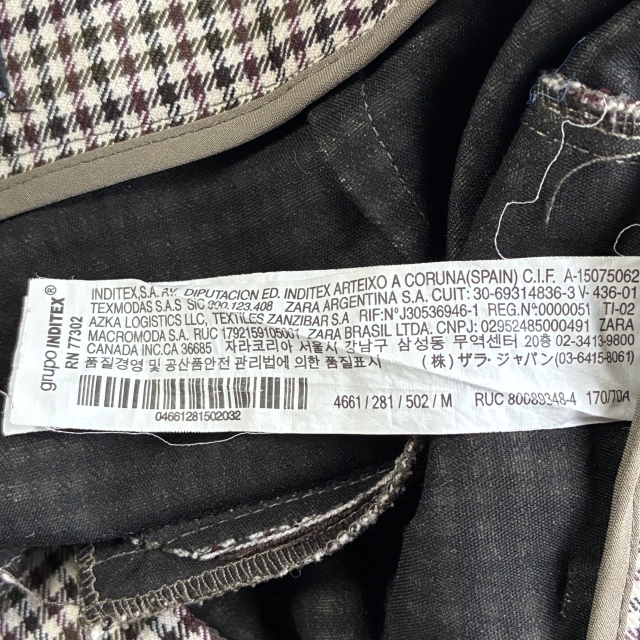 grupo INDITEX®
RN 77302
INDITEX,S.A. AV. DIPUTACION ED. INDITEX ARTEIXO A CORUNA(SPAIN) C.I.F. A-15075062
TEXMODAS S.A.S SIC 900.123.408 ZARA ARGENTINA S.A. CUIT: 30-69314836-3 V-436-01
AZKA LOGISTICS LLC, TEXTILES ZANZIBAR S.A. RIF:NºJ30536946-1 REG.Nº0000051 TI-02
MACROMODA S.A. RUC 1792159105001 ZARA BRASIL LTDA. CNPJ: 02952485000491 ZARA
CANADA INC.CA 36685 자라코리아 서울시 강남구 삼성동 무역센터 20층 02-3413-9800
품질경영 및 공산품안전 관리법에 의한 품질표시 (株) ザラ・ジャパン(03-6415-8061)
04661281502032
4661 / 281 / 502 / M RUC 80089348-4 170/70A